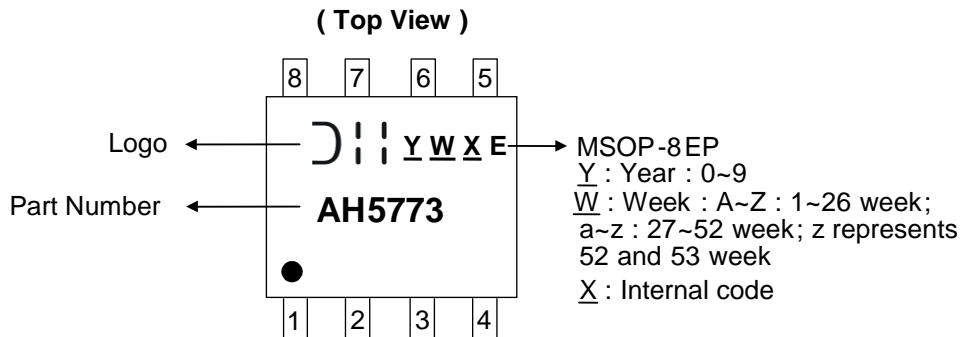 ( Top View )
8 7 6 5
Logo
Y W X E
MSOP-8EP
Y : Year : 0~9
Part Number
AH5773
W : Week : A~Z : 1~26 week;
a~z : 27~52 week; z represents
52 and 53 week
X : Internal code
1 2 3 4